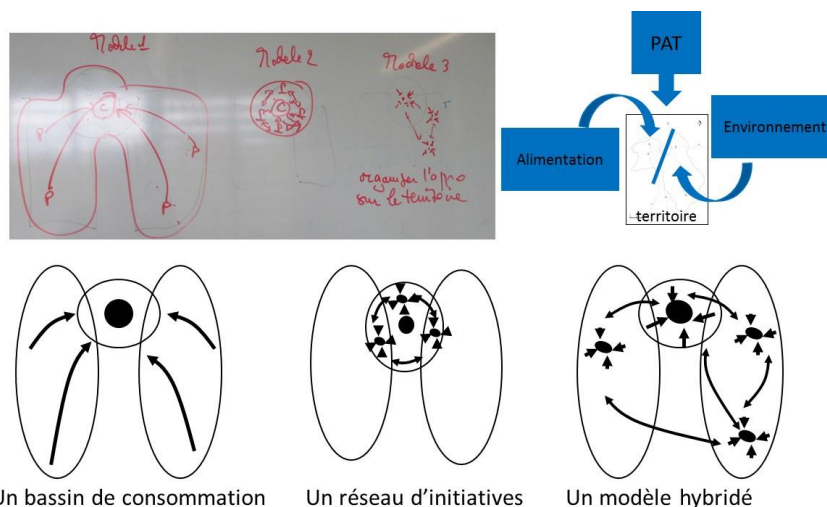 Modèle 1
Modèle 2
Modèle 3
C
P
P
P
P
organiser l'appro
sur le territoire
PAT
Alimentation
Environnement
territoire
Un bassin de consommation
Un réseau d'initiatives
Un modèle hybridé